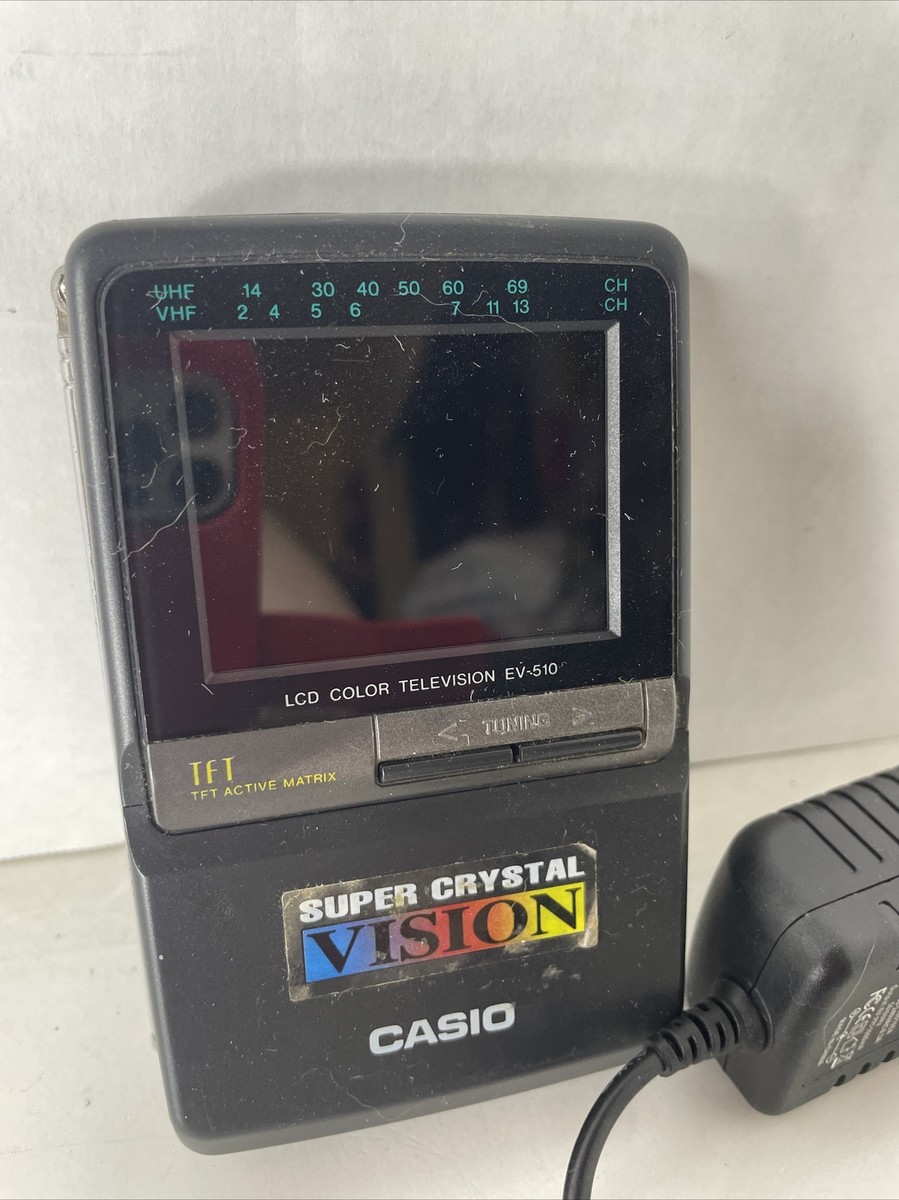 UHF 14 30 40 50 60 69 CH
VHF 2 4 5 6 7 11 13 CH
LCD COLOR TELEVISION EV-510
< TUNING >
TFT
TFT ACTIVE MATRIX
SUPER CRYSTAL
VISION
CASIO